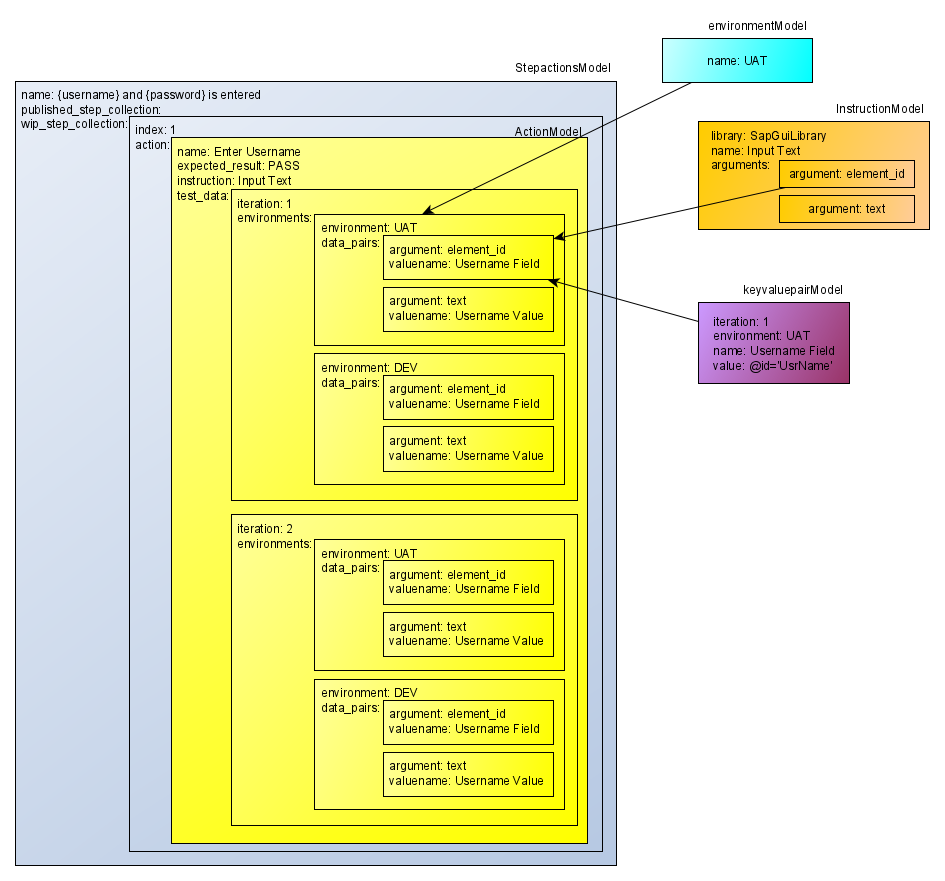 environmentModel
name: UAT
StepactionsModel
name: {username} and {password} is entered
published_step_collection:
wip_step_collection:
index: 1
action:
ActionModel
name: Enter Username
expected_result: PASS
instruction: Input Text
test_data:
iteration: 1
environments:
environment: UAT
data_pairs:
argument: element_id
valuename: Username Field
argument: text
valuename: Username Value
environment: DEV
data_pairs:
argument: element_id
valuename: Username Field
argument: text
valuename: Username Value
iteration: 2
environments:
environment: UAT
data_pairs:
argument: element_id
valuename: Username Field
argument: text
valuename: Username Value
environment: DEV
data_pairs:
argument: element_id
valuename: Username Field
argument: text
valuename: Username Value
InstructionModel
library: SapGuiLibrary
name: Input Text
arguments:
argument: element_id
argument: text
keyvaluepairModel
iteration: 1
environment: UAT
name: Username Field
value: @id='UsrName'